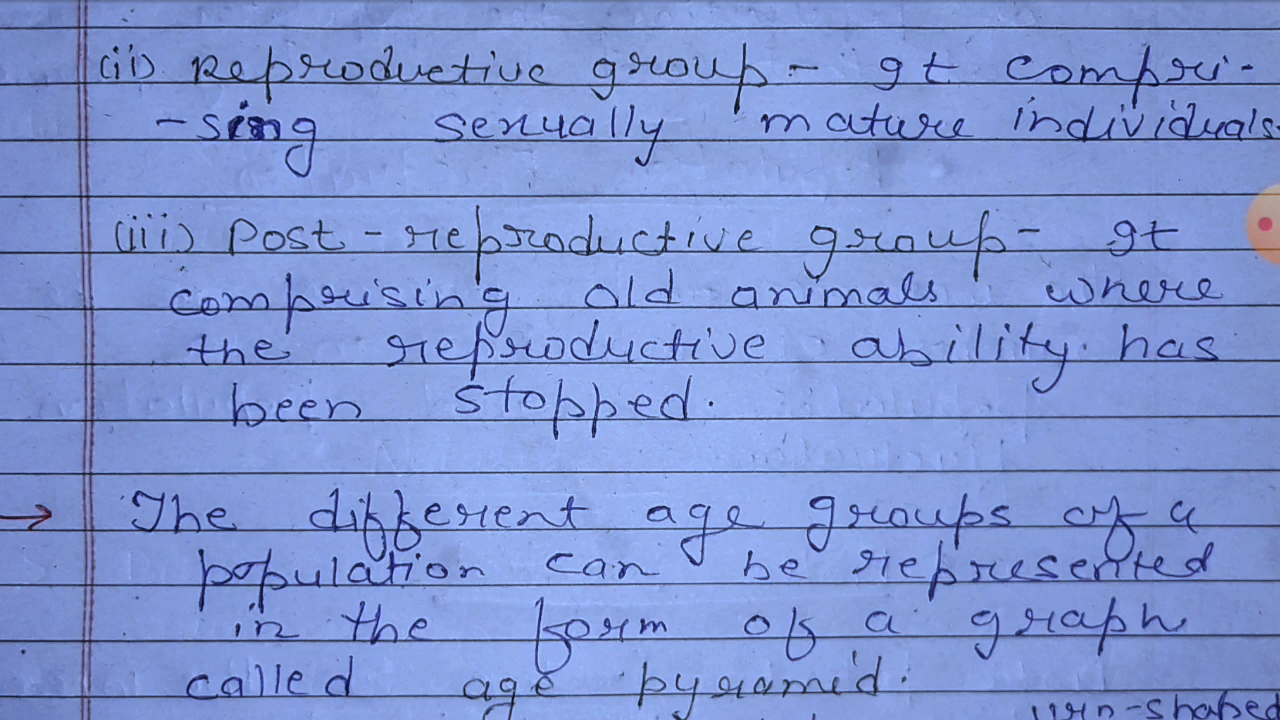 (ii) Reproductive group - It compri-
-sing sexually mature individuals
(iii) Post - reproductive group - It
comprising old animals where
the reproductive ability has
been stopped.
→ The different age groups of a
population can be represented
in the form of a graph
called age pyramid.
urn-shaped